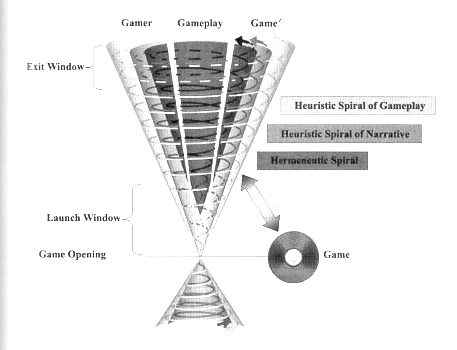 Gamer Gameplay Game′
Exit Window
Heuristic Spiral of Gameplay
Heuristic Spiral of Narrative
Hermeneutic Spiral
Launch Window
Game Opening
Game